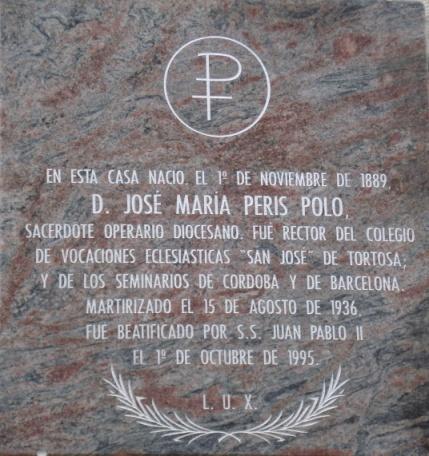 EN ESTA CASA NACIO EL 1º DE NOVIEMBRE DE 1889,
D. JOSÉ MARÍA PERIS POLO,
SACERDOTE OPERARIO DIOCESANO. FUÉ RECTOR DEL COLEGIO
DE VOCACIONES ECLESIASTICAS "SAN JOSÉ" DE TORTOSA,
Y DE LOS SEMINARIOS DE CORDOBA Y DE BARCELONA.
MARTIRIZADO EL 15 DE AGOSTO DE 1936.
FUE BEATIFICADO POR S.S. JUAN PABLO II
EL 1º DE OCTUBRE DE 1995.
L. U. X.